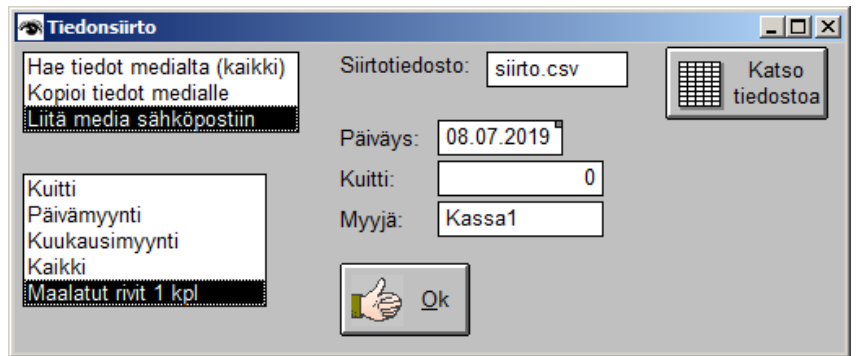 Tiedonsiirto
Hae tiedot medialta (kaikki)
Kopioi tiedot medialle
Liitä media sähköpostiin
Siirtotiedosto: siirto.csv
Katso
tiedostoa
Päiväys: 08.07.2019
Kuitti: 0
Myyjä: Kassa1
Kuitti
Päivämyynti
Kuukausimyynti
Kaikki
Maalatut rivit 1 kpl
Ok